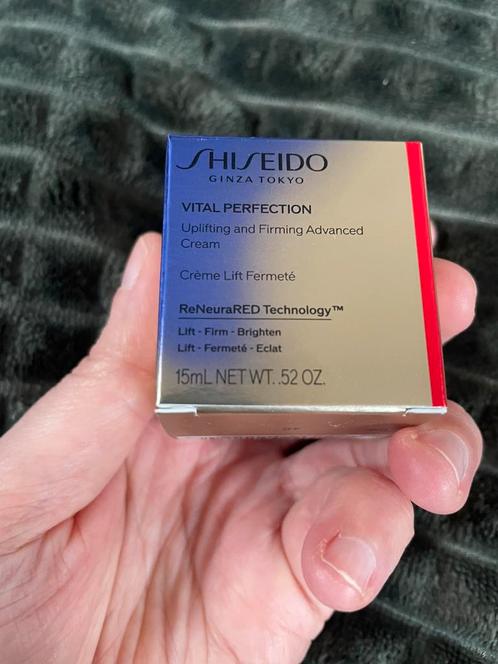 SHISEIDO
GINZA TOKYO
VITAL PERFECTION
Uplifting and Firming Advanced
Cream
Crème Lift Fermeté
ReNeuraRED Technology™
Lift - Firm - Brighten
Lift - Fermeté - Eclat
15mL NET WT. .52 OZ.